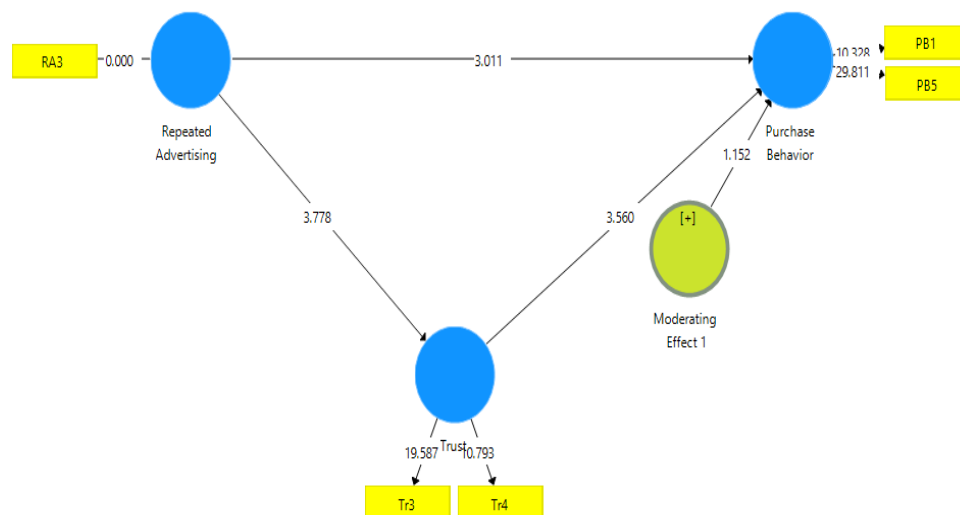 RA3
0.000
3.011
10.328
PB1
29.811
PB5
Repeated
Advertising
Purchase
Behavior
1.152
3.778
3.560
[+]
Moderating
Effect 1
Trust
19.587
10.793
Tr3
Tr4